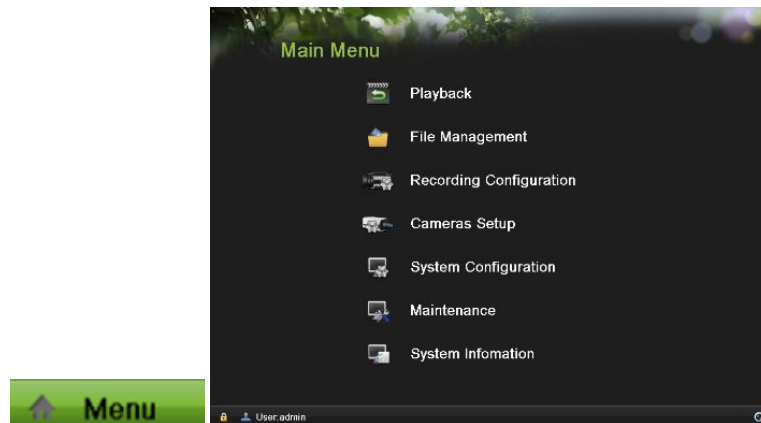 Main Menu
Playback
File Management
Recording Configuration
Cameras Setup
System Configuration
Maintenance
System Infomation
Menu
User:admin